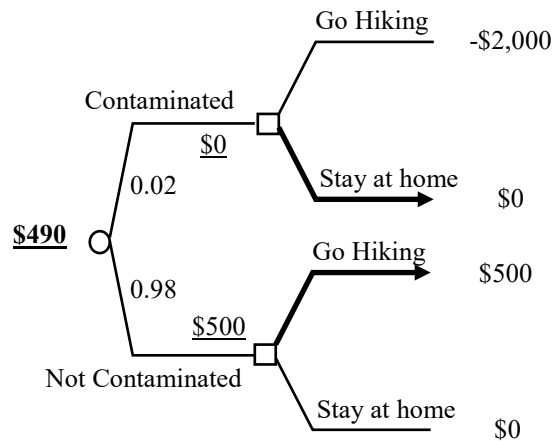 Go Hiking
-$2,000
Contaminated
$0
Stay at home
$0
0.02
$490
Go Hiking
$500
0.98
$500
Not Contaminated
Stay at home
$0